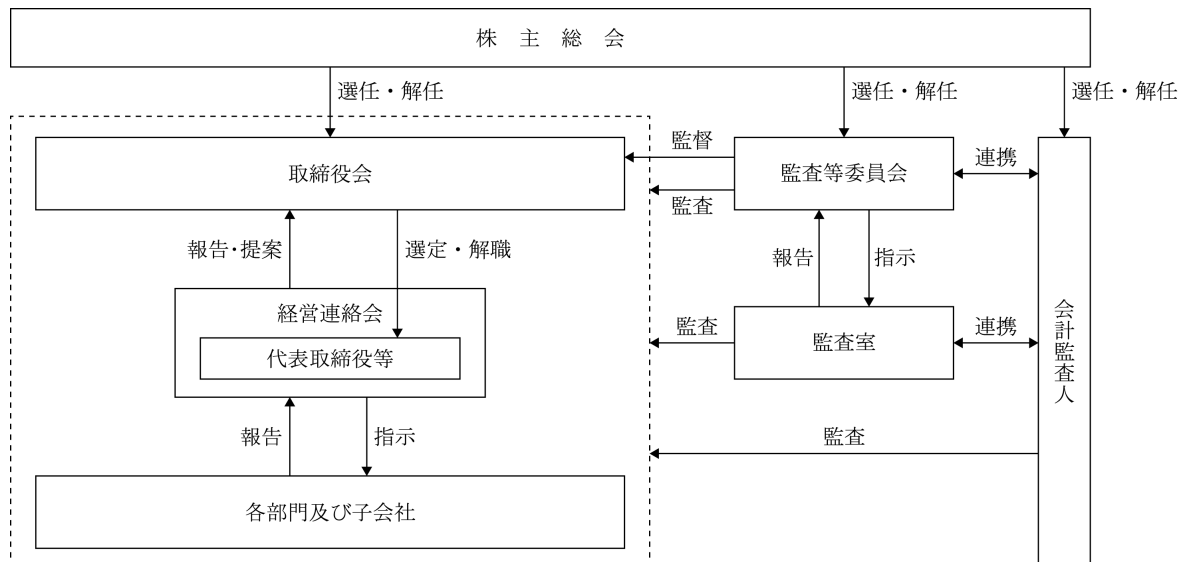 株主総会
選任・解任
選任・解任
選任・解任
取締役会
監督
監査
監査等委員会
連携
報告・提案
選定・解職
報告
指示
経営連絡会
代表取締役等
監査
監査室
連携
会計監査人
報告
指示
監査
各部門及び子会社